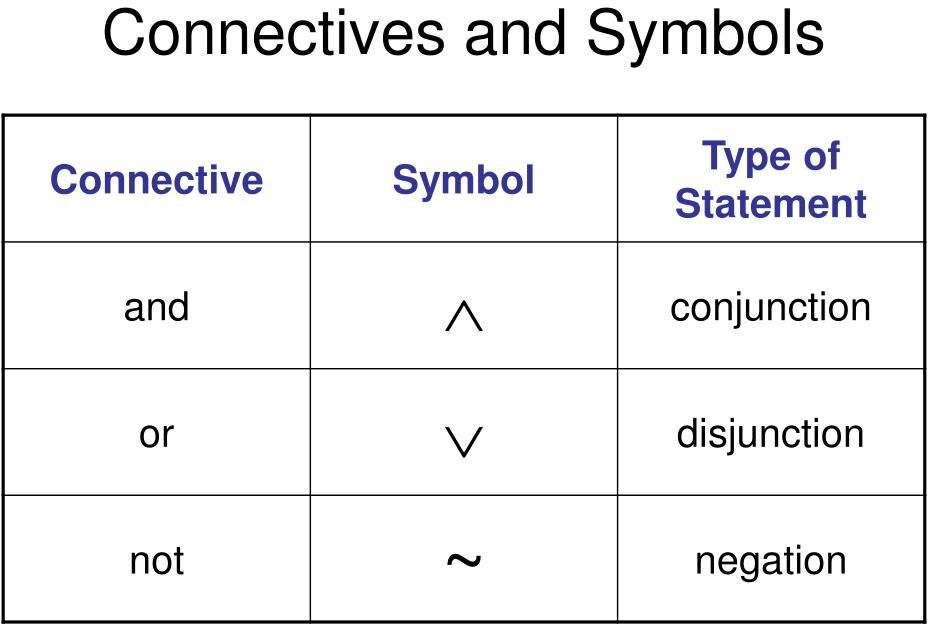 Connectives and Symbols
Connective Symbol Type of
Statement
and ∧ conjunction
or ∨ disjunction
not ~ negation